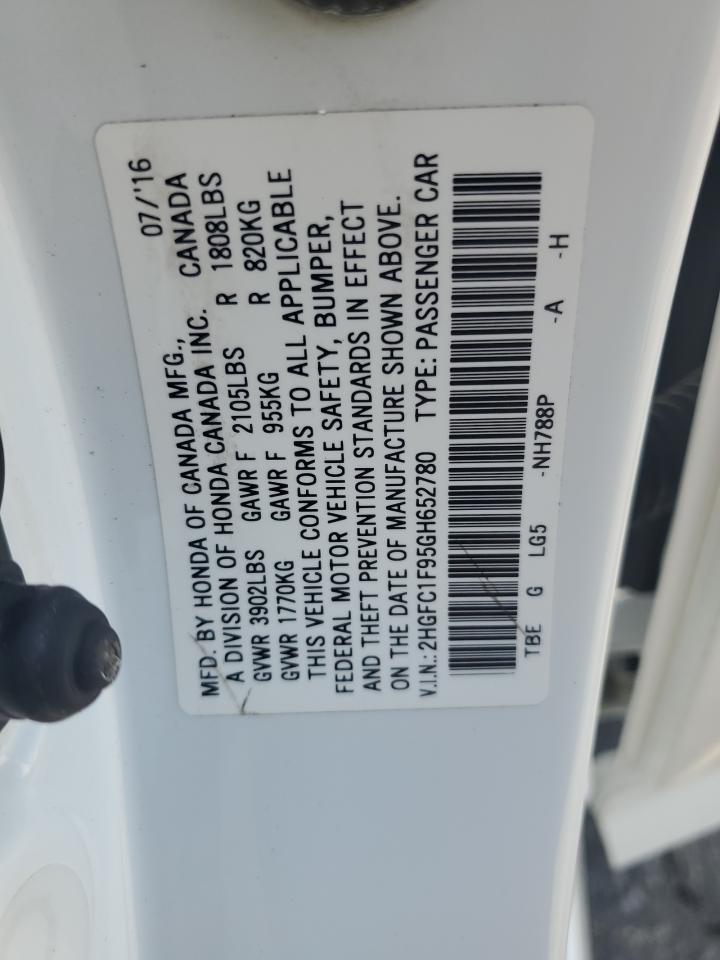 MFD. BY HONDA OF CANADA MFG., 07/'16
A DIVISION OF HONDA CANADA INC. CANADA
GVWR 3902LBS GAWR F 2105LBS R 1808LBS
GVWR 1770KG GAWR F 955KG R 820KG
THIS VEHICLE CONFORMS TO ALL APPLICABLE
FEDERAL MOTOR VEHICLE SAFETY, BUMPER,
AND THEFT PREVENTION STANDARDS IN EFFECT
ON THE DATE OF MANUFACTURE SHOWN ABOVE.
V.I.N.: 2HGFC1F95GH652780 TYPE: PASSENGER CAR
TBE G LG5 -NH788P -A -H